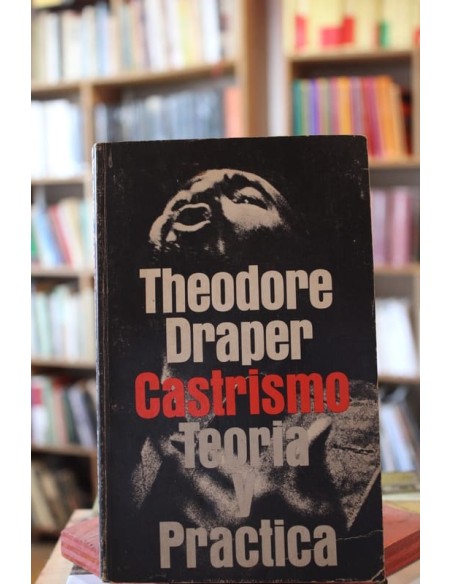 Theodore
Draper
Castrismo
Teoria
y
Practica